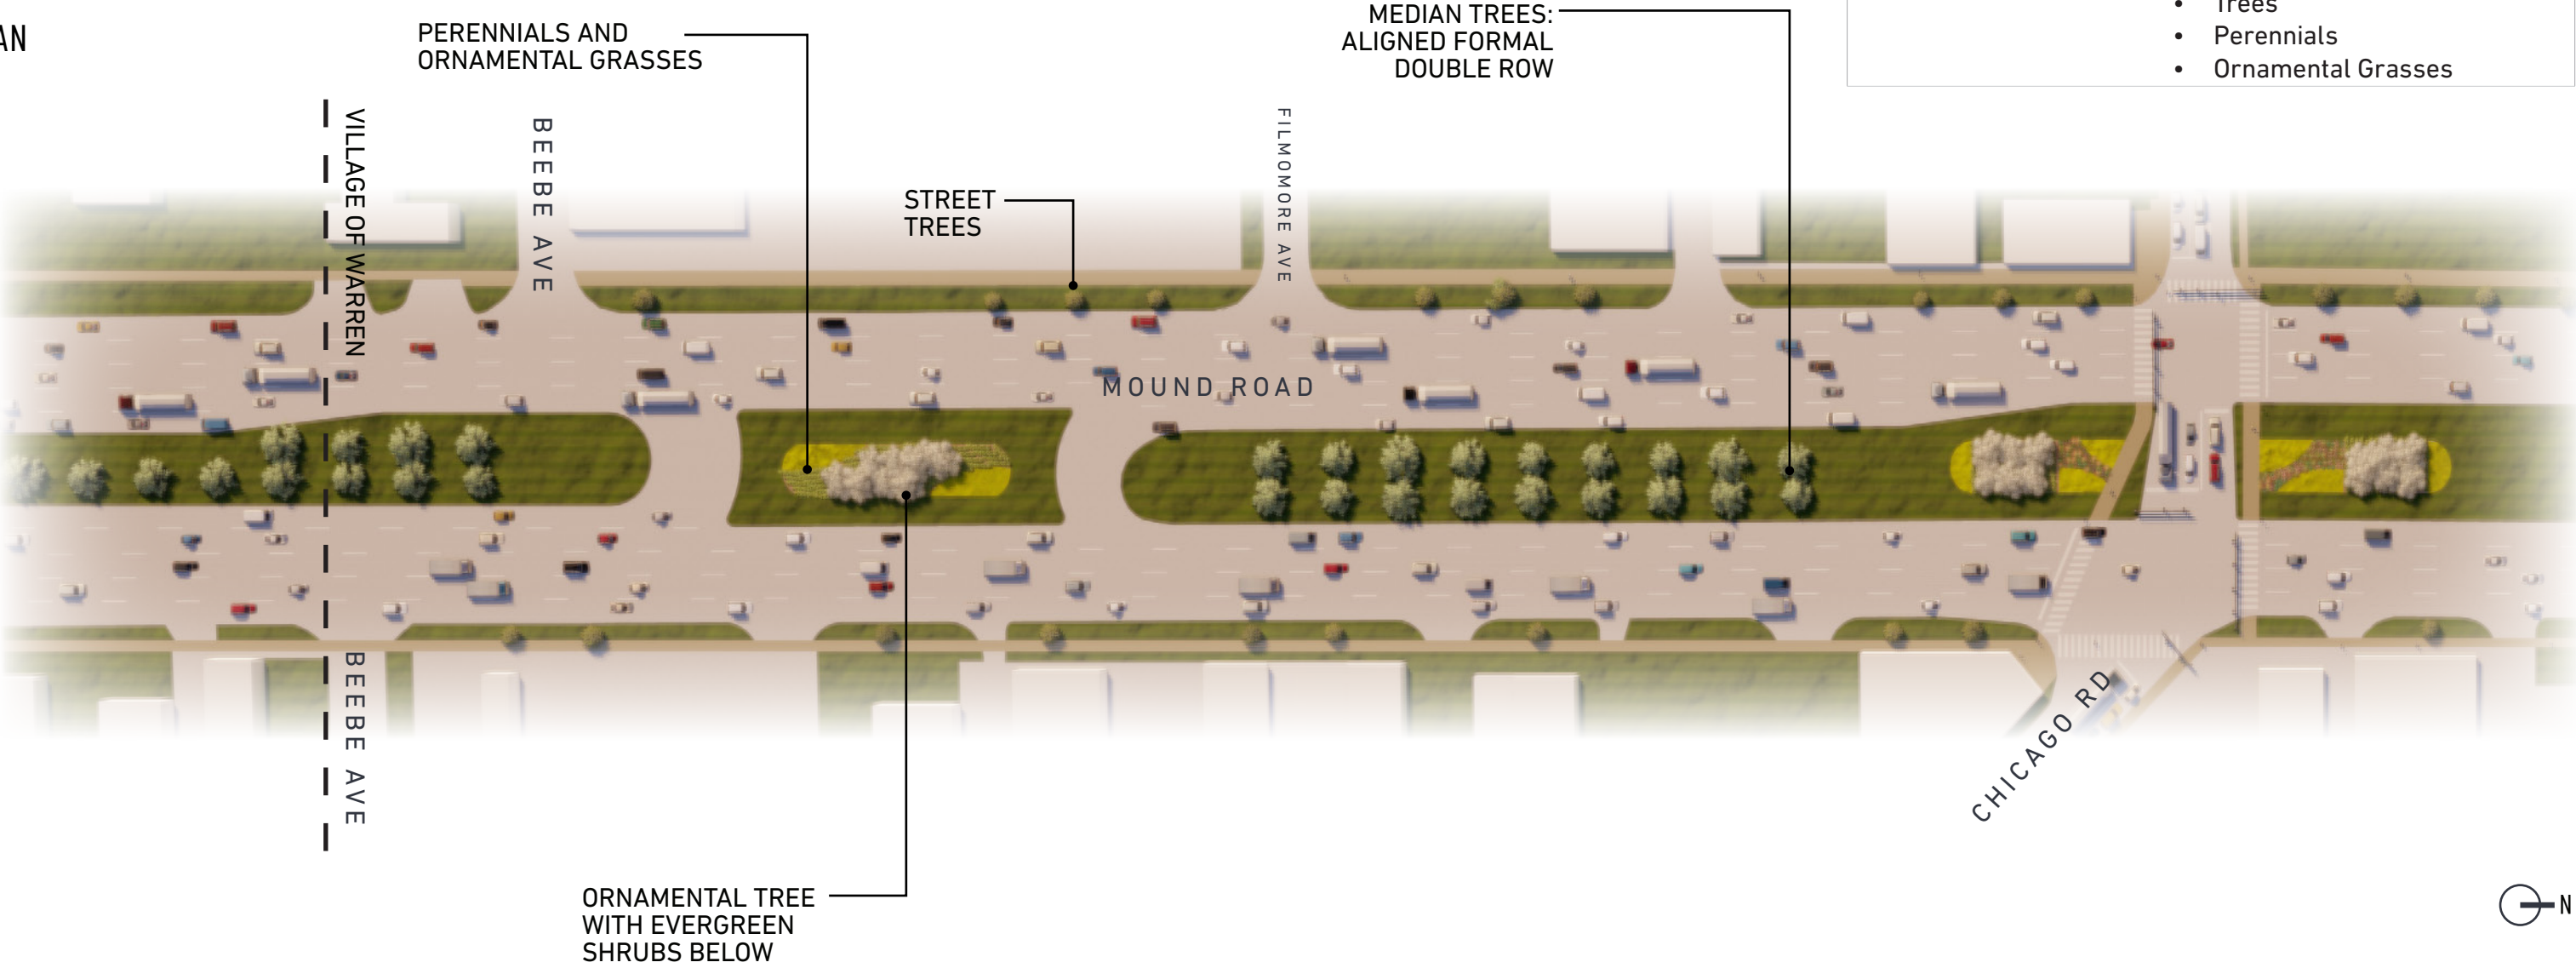 AN
PERENNIALS AND
ORNAMENTAL GRASSES
MEDIAN TREES:
ALIGNED FORMAL
DOUBLE ROW
• Trees
• Perennials
• Ornamental Grasses
VILLAGE OF WARREN
BEEBE AVE
STREET
TREES
FILMOMORE AVE
MOUND ROAD
BEEBE AVE
CHICAGO RD
ORNAMENTAL TREE
WITH EVERGREEN
SHRUBS BELOW
N